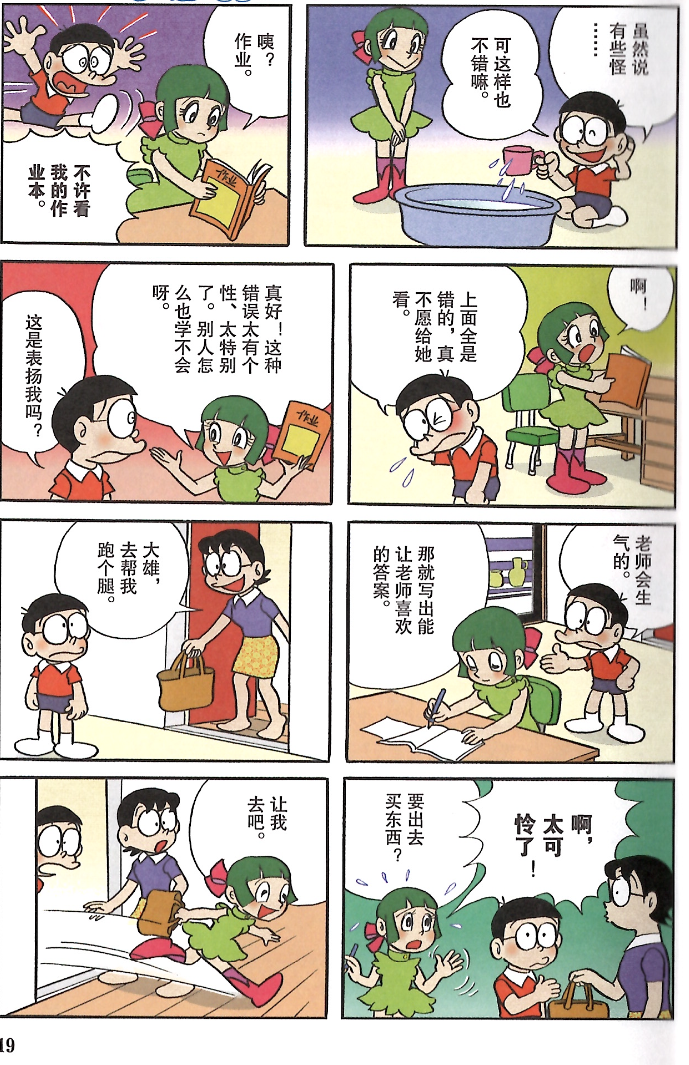 虽然说
有些怪
……
可这样也
不错嘛。
咦？
作业。
作业
不许看
我的作
业本。
啊！
上面全是
错的，真
不愿给她
看。
真好！这种
错误太有个
性、太特别
了。别人怎
么也学不会
呀。
作业
这是表扬我吗？
老师会生
气的。
那就写出能
让老师喜欢
的答案。
大雄，
去帮我
跑个腿。
啊，
太可
怜了！
要出去
买东西？
让我
去吧。
19